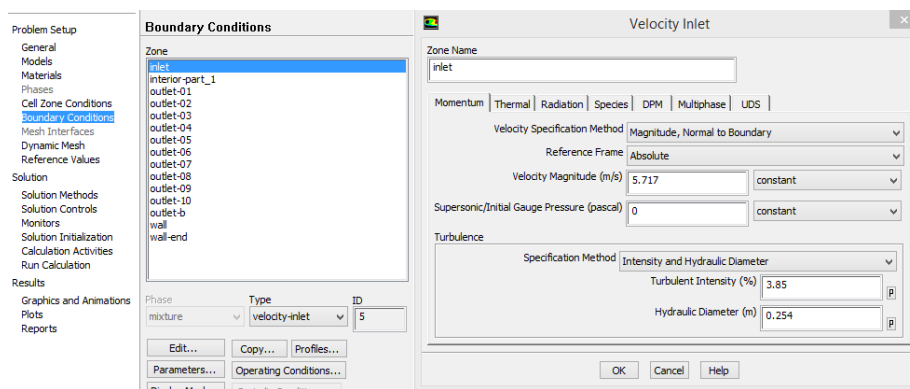 Problem Setup
General
Models
Materials
Phases
Cell Zone Conditions
Boundary Conditions
Mesh Interfaces
Dynamic Mesh
Reference Values
Solution
Solution Methods
Solution Controls
Monitors
Solution Initialization
Calculation Activities
Run Calculation
Results
Graphics and Animations
Plots
Reports
Boundary Conditions
Zone
inlet
interior-part_1
outlet-01
outlet-02
outlet-03
outlet-04
outlet-05
outlet-06
outlet-07
outlet-08
outlet-09
outlet-10
outlet-b
wall
wall-end
Phase Type ID
mixture velocity-inlet 5
Edit... Copy... Profiles...
Parameters... Operating Conditions...
Velocity Inlet
Zone Name
inlet
Momentum Thermal Radiation Species DPM Multiphase UDS
Velocity Specification Method Magnitude, Normal to Boundary
Reference Frame Absolute
Velocity Magnitude (m/s) 5.717 constant
Supersonic/Initial Gauge Pressure (pascal) 0 constant
Turbulence
Specification Method Intensity and Hydraulic Diameter
Turbulent Intensity (%) 3.85 P
Hydraulic Diameter (m) 0.254 P
OK Cancel Help